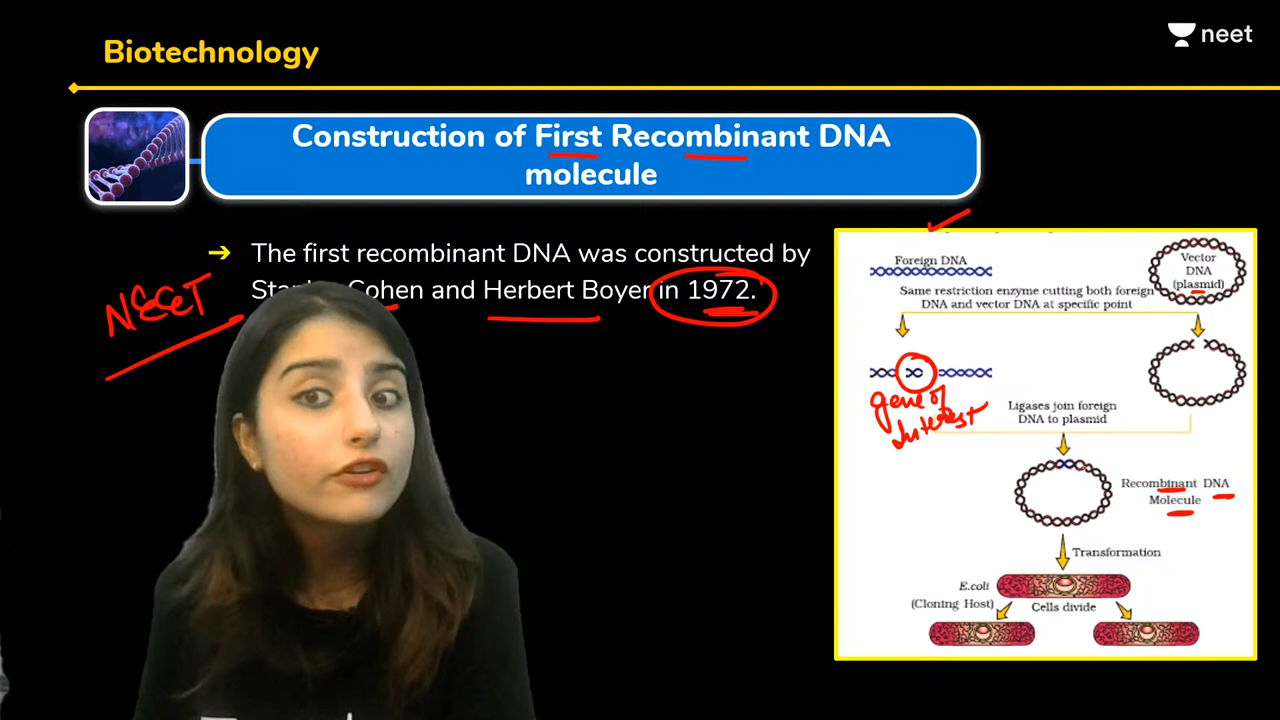 Biotechnology
neet
Construction of First Recombinant DNA
molecule
➔ The first recombinant DNA was constructed by
Cohen and Herbert Boyer in 1972.
NEET
Foreign DNA
Vector
DNA
(plasmid)
Same restriction enzyme cutting both foreign
DNA and vector DNA at specific point
gene of
interest
Ligases join foreign
DNA to plasmid
Recombinant DNA
Molecule
Transformation
E.coli
(Cloning Host)
Cells divide